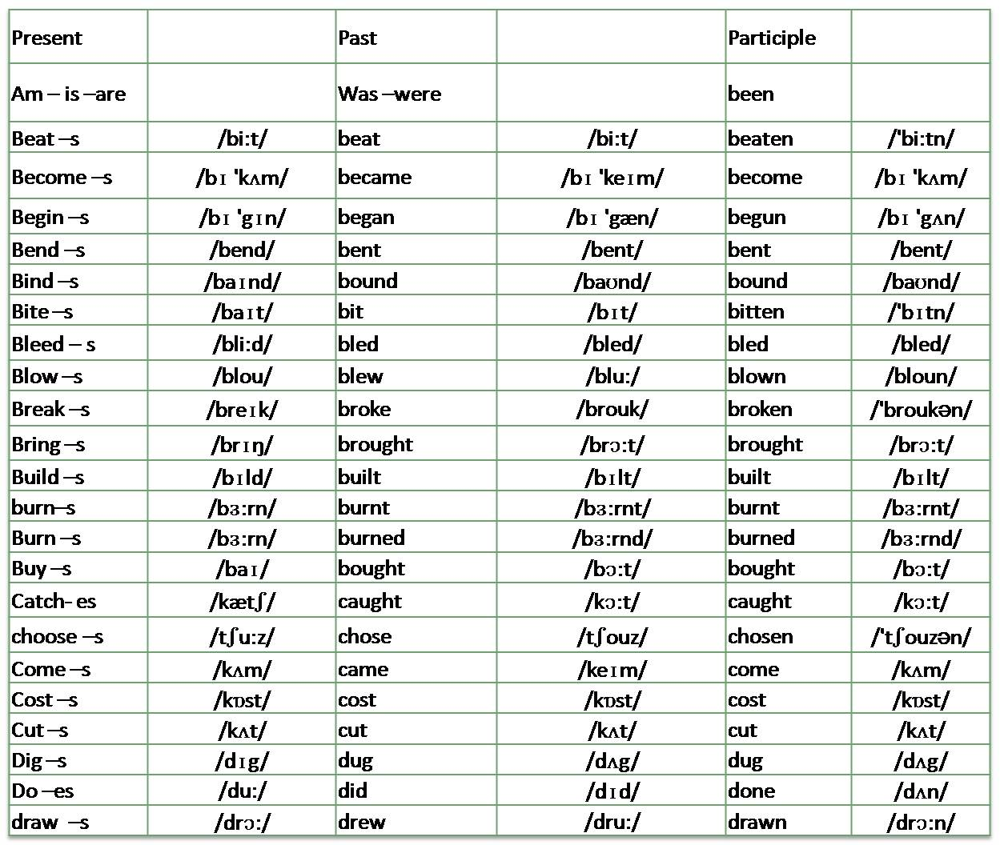 Present Past Participle
Am – is –are Was –were been
Beat –s /bi:t/ beat /bi:t/ beaten /'bi:tn/
Become –s /bɪ 'kʌm/ became /bɪ 'keɪm/ become /bɪ 'kʌm/
Begin –s /bɪ 'gɪn/ began /bɪ 'gæn/ begun /bɪ 'gʌn/
Bend –s /bend/ bent /bent/ bent /bent/
Bind –s /baɪnd/ bound /baʊnd/ bound /baʊnd/
Bite –s /baɪt/ bit /bɪt/ bitten /'bɪtn/
Bleed – s /bli:d/ bled /bled/ bled /bled/
Blow –s /blou/ blew /blu:/ blown /bloun/
Break –s /breɪk/ broke /brouk/ broken /'broukən/
Bring –s /brɪŋ/ brought /brɔ:t/ brought /brɔ:t/
Build –s /bɪld/ built /bɪlt/ built /bɪlt/
burn–s /bɜ:rn/ burnt /bɜ:rnt/ burnt /bɜ:rnt/
Burn –s /bɜ:rn/ burned /bɜ:rnd/ burned /bɜ:rnd/
Buy –s /baɪ/ bought /bɔ:t/ bought /bɔ:t/
Catch- es /kætʃ/ caught /kɔ:t/ caught /kɔ:t/
choose –s /tʃu:z/ chose /tʃouz/ chosen /'tʃouzən/
Come –s /kʌm/ came /keɪm/ come /kʌm/
Cost –s /kɒst/ cost /kɒst/ cost /kɒst/
Cut –s /kʌt/ cut /kʌt/ cut /kʌt/
Dig –s /dɪg/ dug /dʌg/ dug /dʌg/
Do –es /du:/ did /dɪd/ done /dʌn/
draw –s /drɔ:/ drew /dru:/ drawn /drɔ:n/